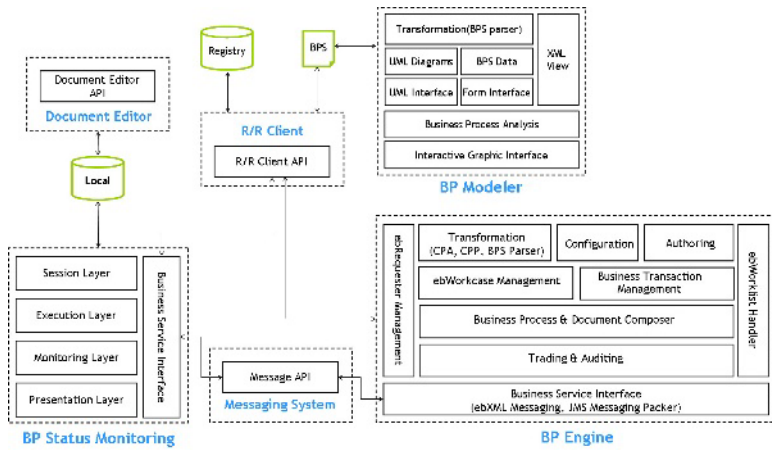 Registry
BPS
Transformation(BPS parser)
UML Diagrams
BPS Data
XML
View
UML Interface
Form Interface
Business Process Analysis
Interactive Graphic Interface
BP Modeler
Document Editor
API
Document Editor
R/R Client
R/R Client API
Local
Session Layer
Execution Layer
Monitoring Layer
Presentation Layer
Business Service Interface
BP Status Monitoring
Message API
Messaging System
ebRequester Management
Transformation
(CPA, CPP, BPS Parser)
Configuration
Authoring
ebWorkcase Management
Business Transaction
Management
Business Process & Document Composer
Trading & Auditing
ebWorklist Handler
Business Service Interface
(ebXML Messaging, JMS Messaging Packer)
BP Engine